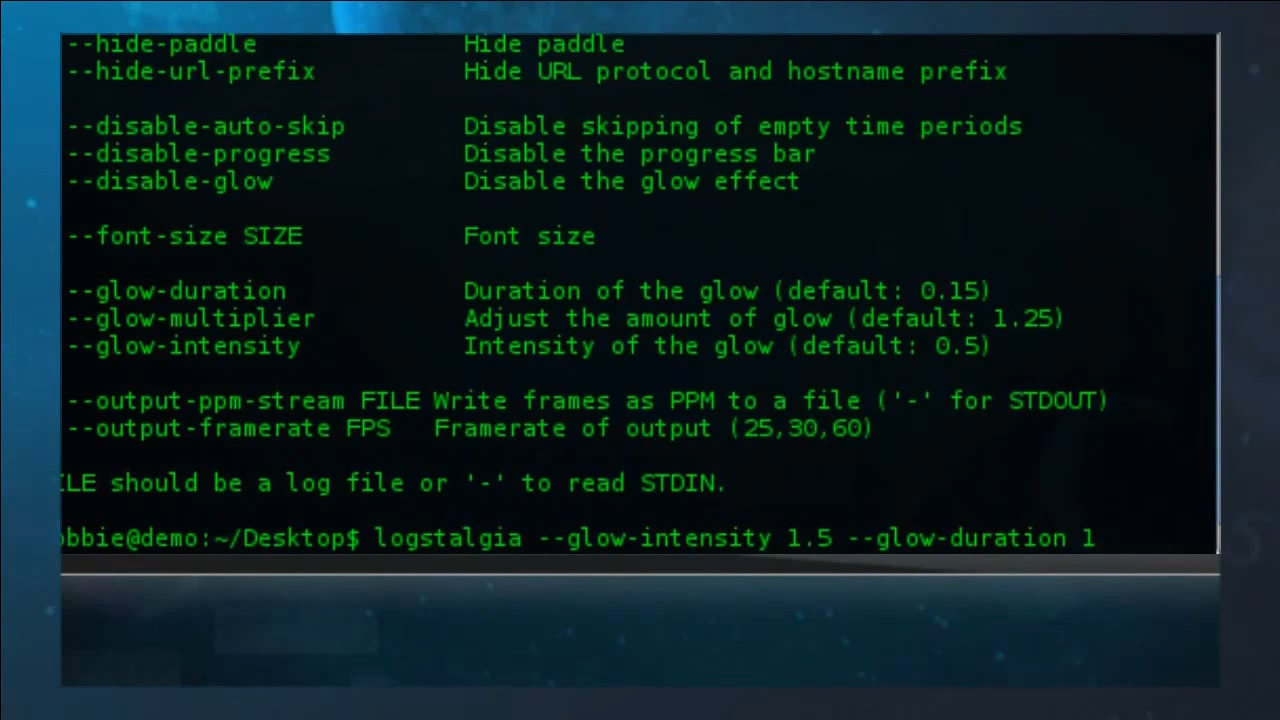 --hide-paddle Hide paddle
--hide-url-prefix Hide URL protocol and hostname prefix
--disable-auto-skip Disable skipping of empty time periods
--disable-progress Disable the progress bar
--disable-glow Disable the glow effect
--font-size SIZE Font size
--glow-duration Duration of the glow (default: 0.15)
--glow-multiplier Adjust the amount of glow (default: 1.25)
--glow-intensity Intensity of the glow (default: 0.5)
--output-ppm-stream FILE Write frames as PPM to a file ('-' for STDOUT)
--output-framerate FPS Framerate of output (25,30,60)
ILE should be a log file or '-' to read STDIN.
obbie@demo:~/Desktop$ logstalgia --glow-intensity 1.5 --glow-duration 1